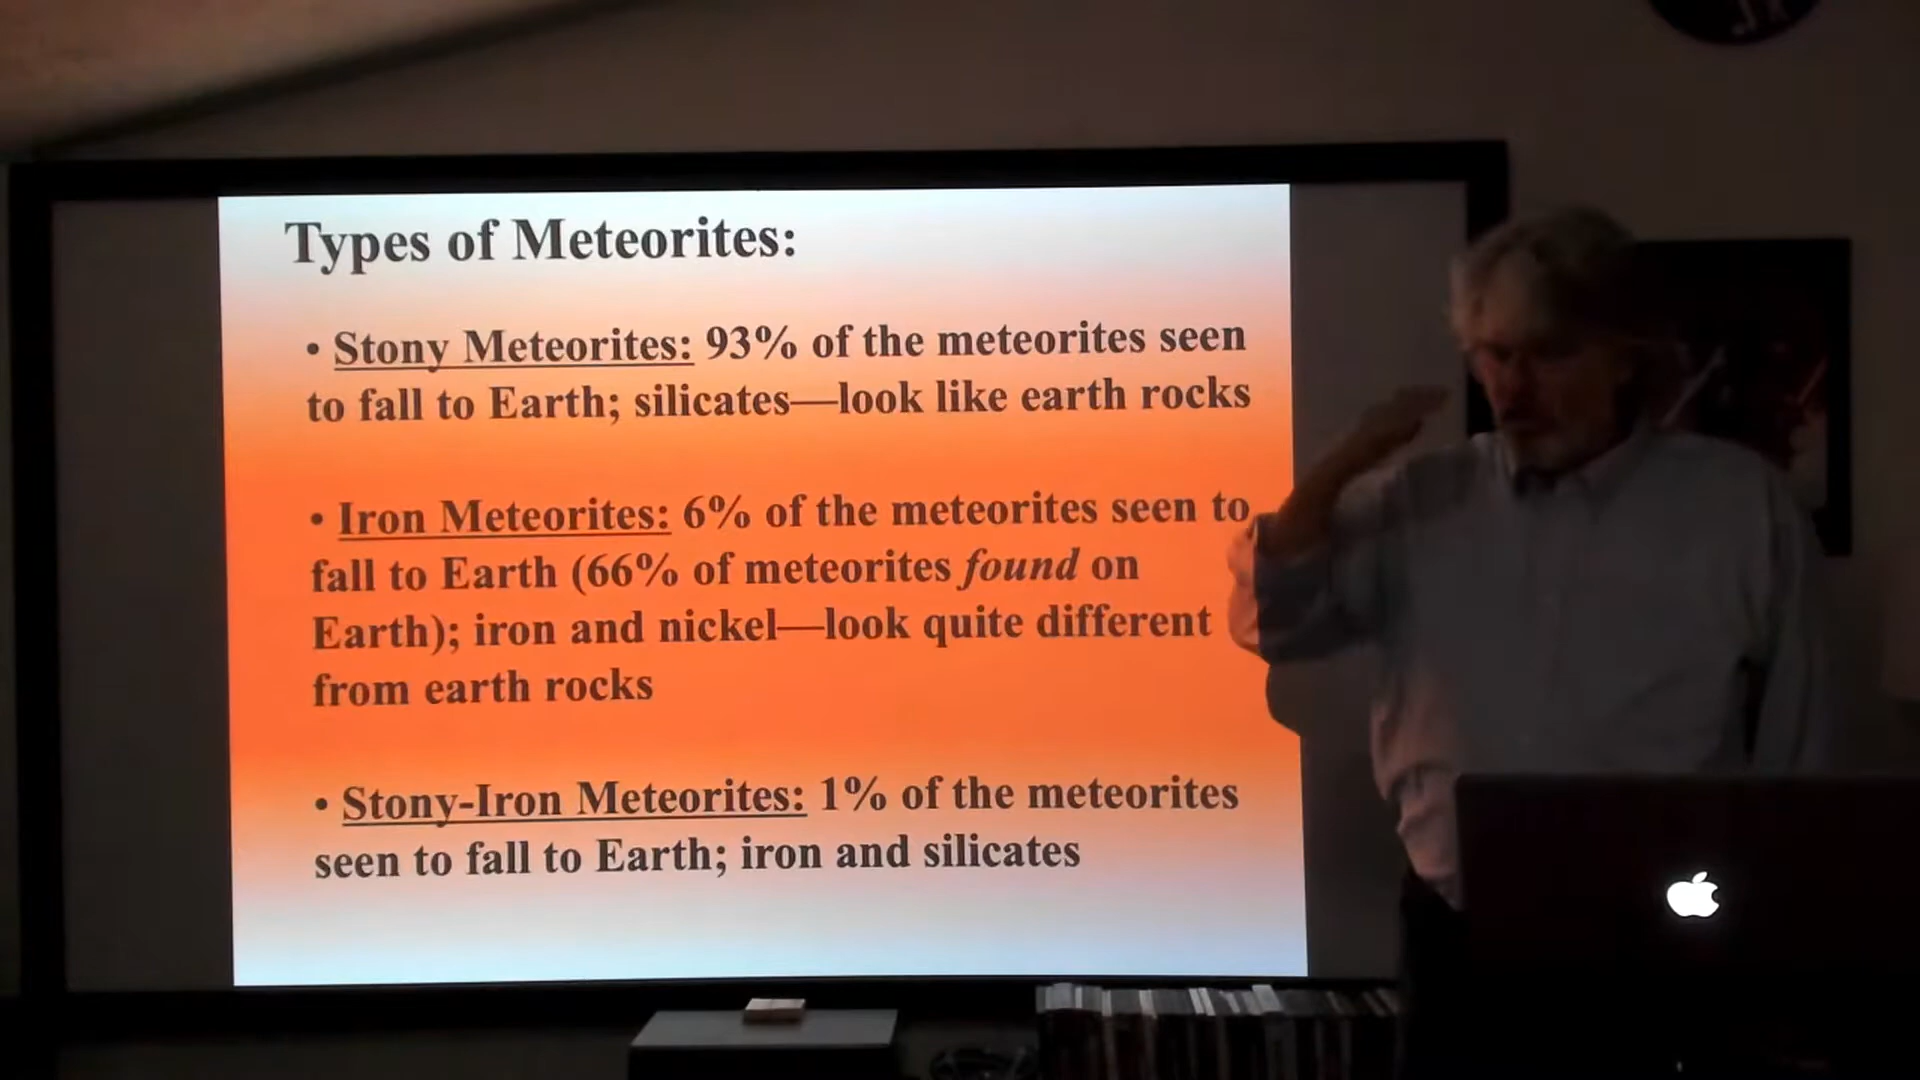 Types of Meteorites:
• Stony Meteorites: 93% of the meteorites seen
to fall to Earth; silicates—look like earth rocks
• Iron Meteorites: 6% of the meteorites seen to
fall to Earth (66% of meteorites found on
Earth); iron and nickel—look quite different
from earth rocks
• Stony-Iron Meteorites: 1% of the meteorites
seen to fall to Earth; iron and silicates